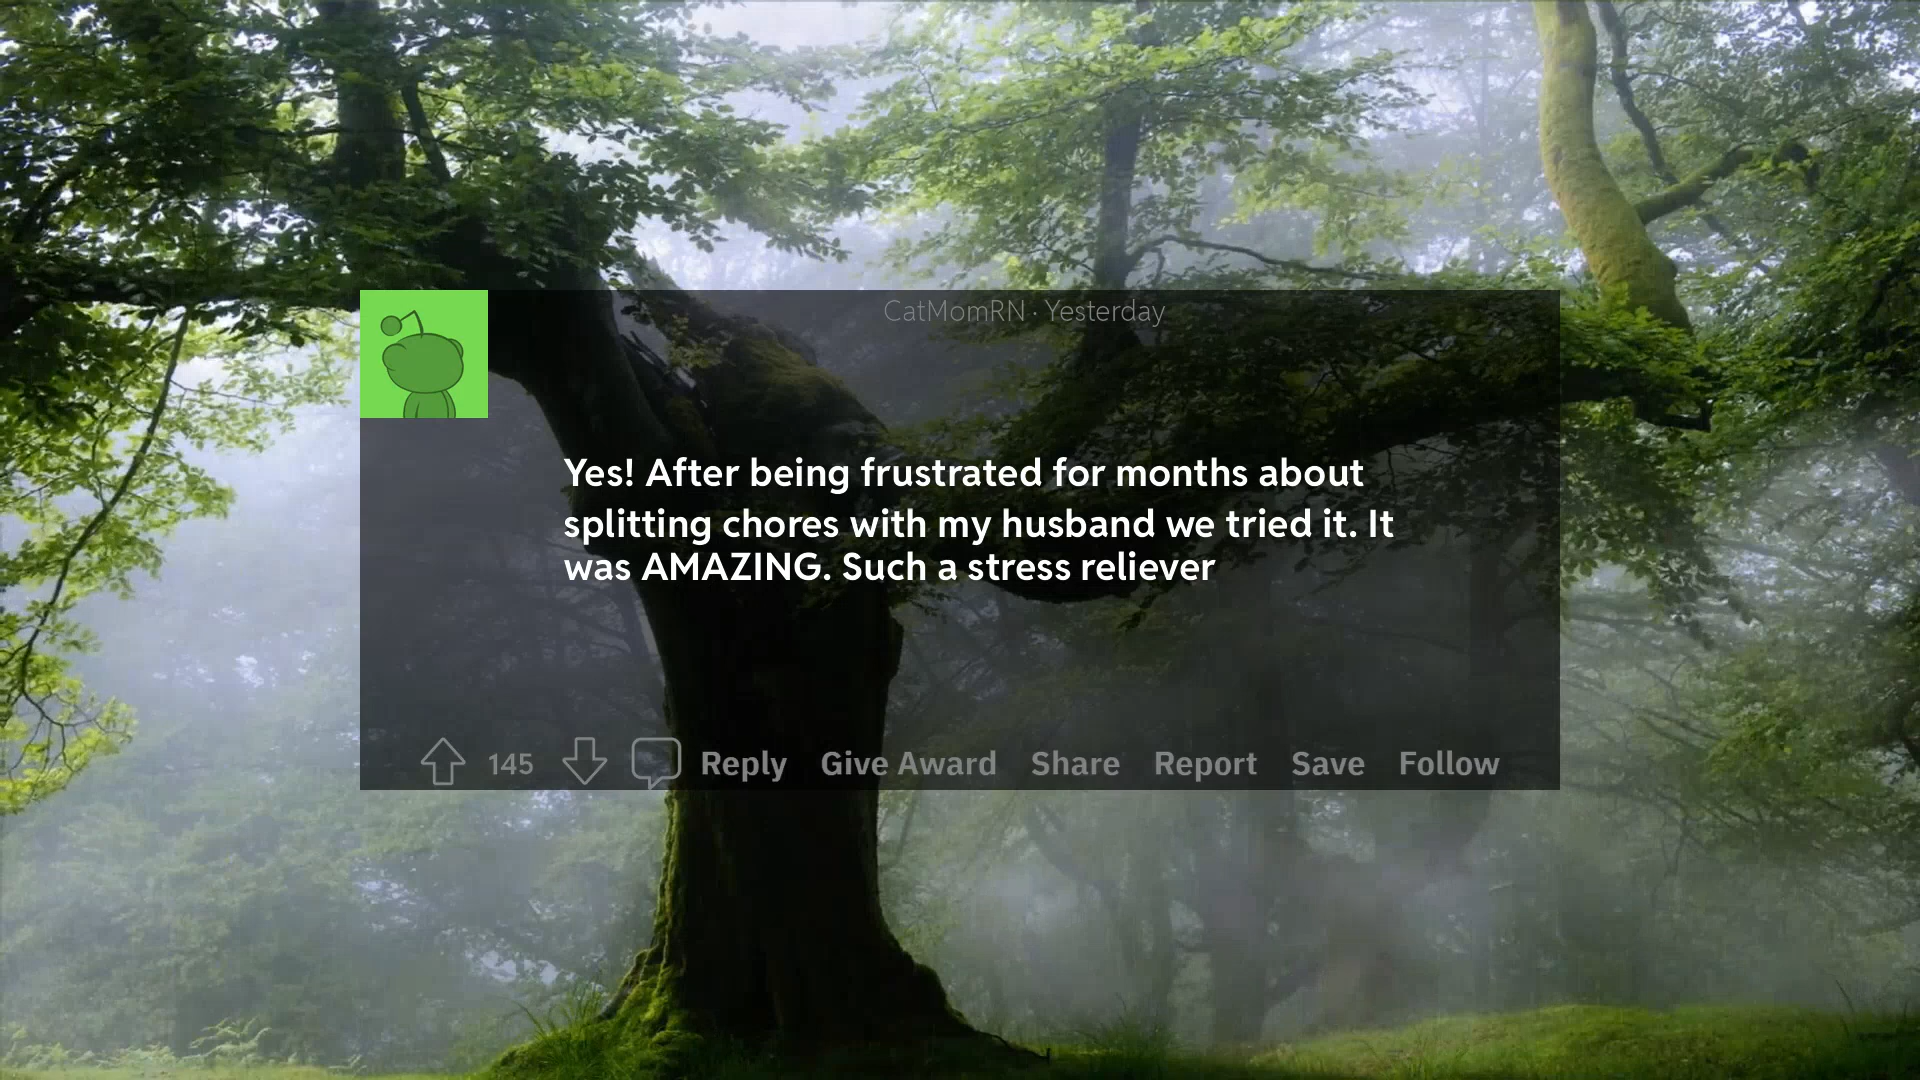 CatMomRN · Yesterday
Yes! After being frustrated for months about
splitting chores with my husband we tried it. It
was AMAZING. Such a stress reliever
145 Reply Give Award Share Report Save Follow